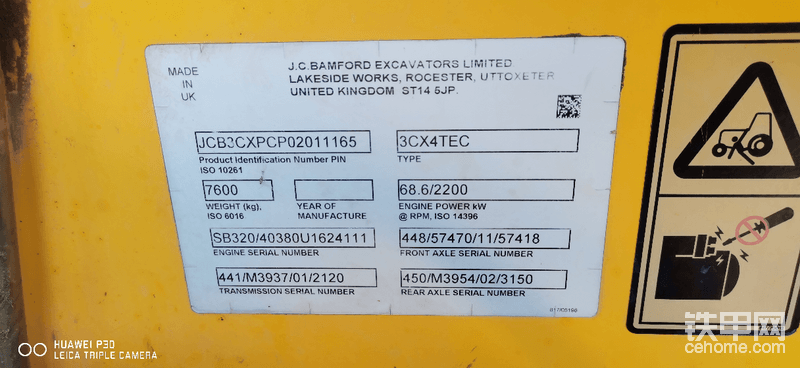 MADE
IN
UK
J.C.BAMFORD EXCAVATORS LIMITED
LAKESIDE WORKS, ROCESTER, UTTOXETER
UNITED KINGDOM ST14 5JP.
JCB3CXPCP02011165
Product Identification Number PIN
ISO 10261
3CX4TEC
TYPE
7600
WEIGHT (kg),
ISO 6016
YEAR OF
MANUFACTURE
68.6/2200
ENGINE POWER kW
@ RPM, ISO 14396
SB320/40380U1624111
ENGINE SERIAL NUMBER
448/57470/11/57418
FRONT AXLE SERIAL NUMBER
441/M3937/01/2120
TRANSMISSION SERIAL NUMBER
450/M3954/02/3150
REAR AXLE SERIAL NUMBER
817/05198
HUAWEI P30
LEICA TRIPLE CAMERA
铁甲网
cehome.com